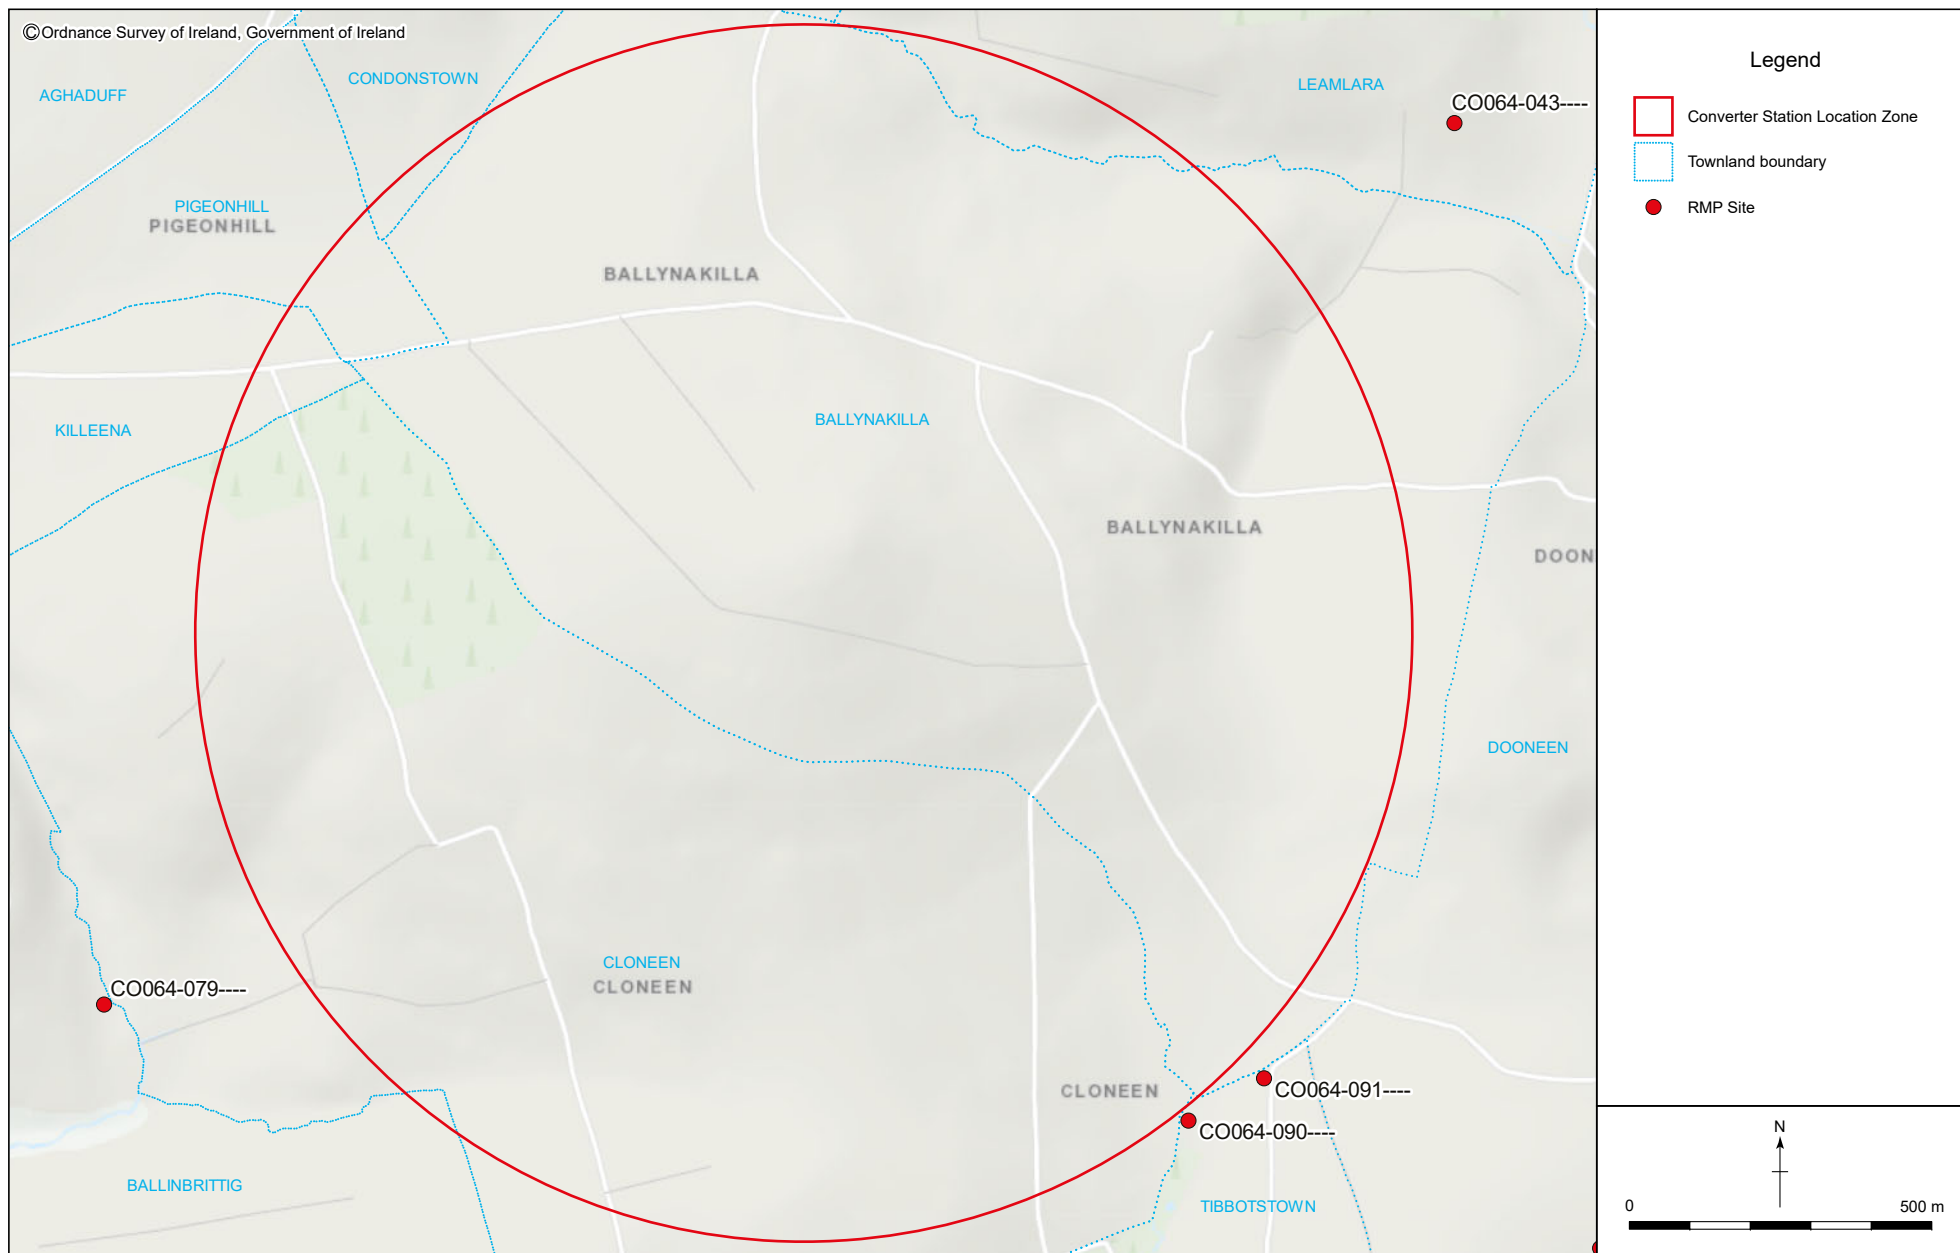 ©Ordnance Survey of Ireland, Government of Ireland
CONDONSTOWN
AGHADUFF
LEAMLARA
CO064-043----
PIGEONHILL
PIGEONHILL
BALLYNAKILLA
KILLEENA
BALLYNAKILLA
BALLYNAKILLA
DOON
DOONEEN
CLONEEN
CLONEEN
CO064-079----
CLONEEN
CO064-091----
CO064-090----
BALLINBRITTIG
TIBBOTSTOWN
Legend
Converter Station Location Zone
Townland boundary
RMP Site
N
0 500 m